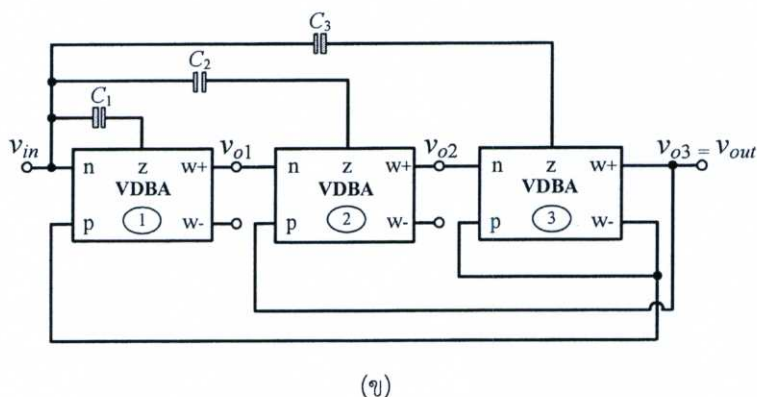 C3
C2
C1
vin
n z w+
VDBA
1
p w-
vo1
n z w+
VDBA
2
p w-
vo2
n z w+
VDBA
3
p w-
vo3 = vout
(ข)